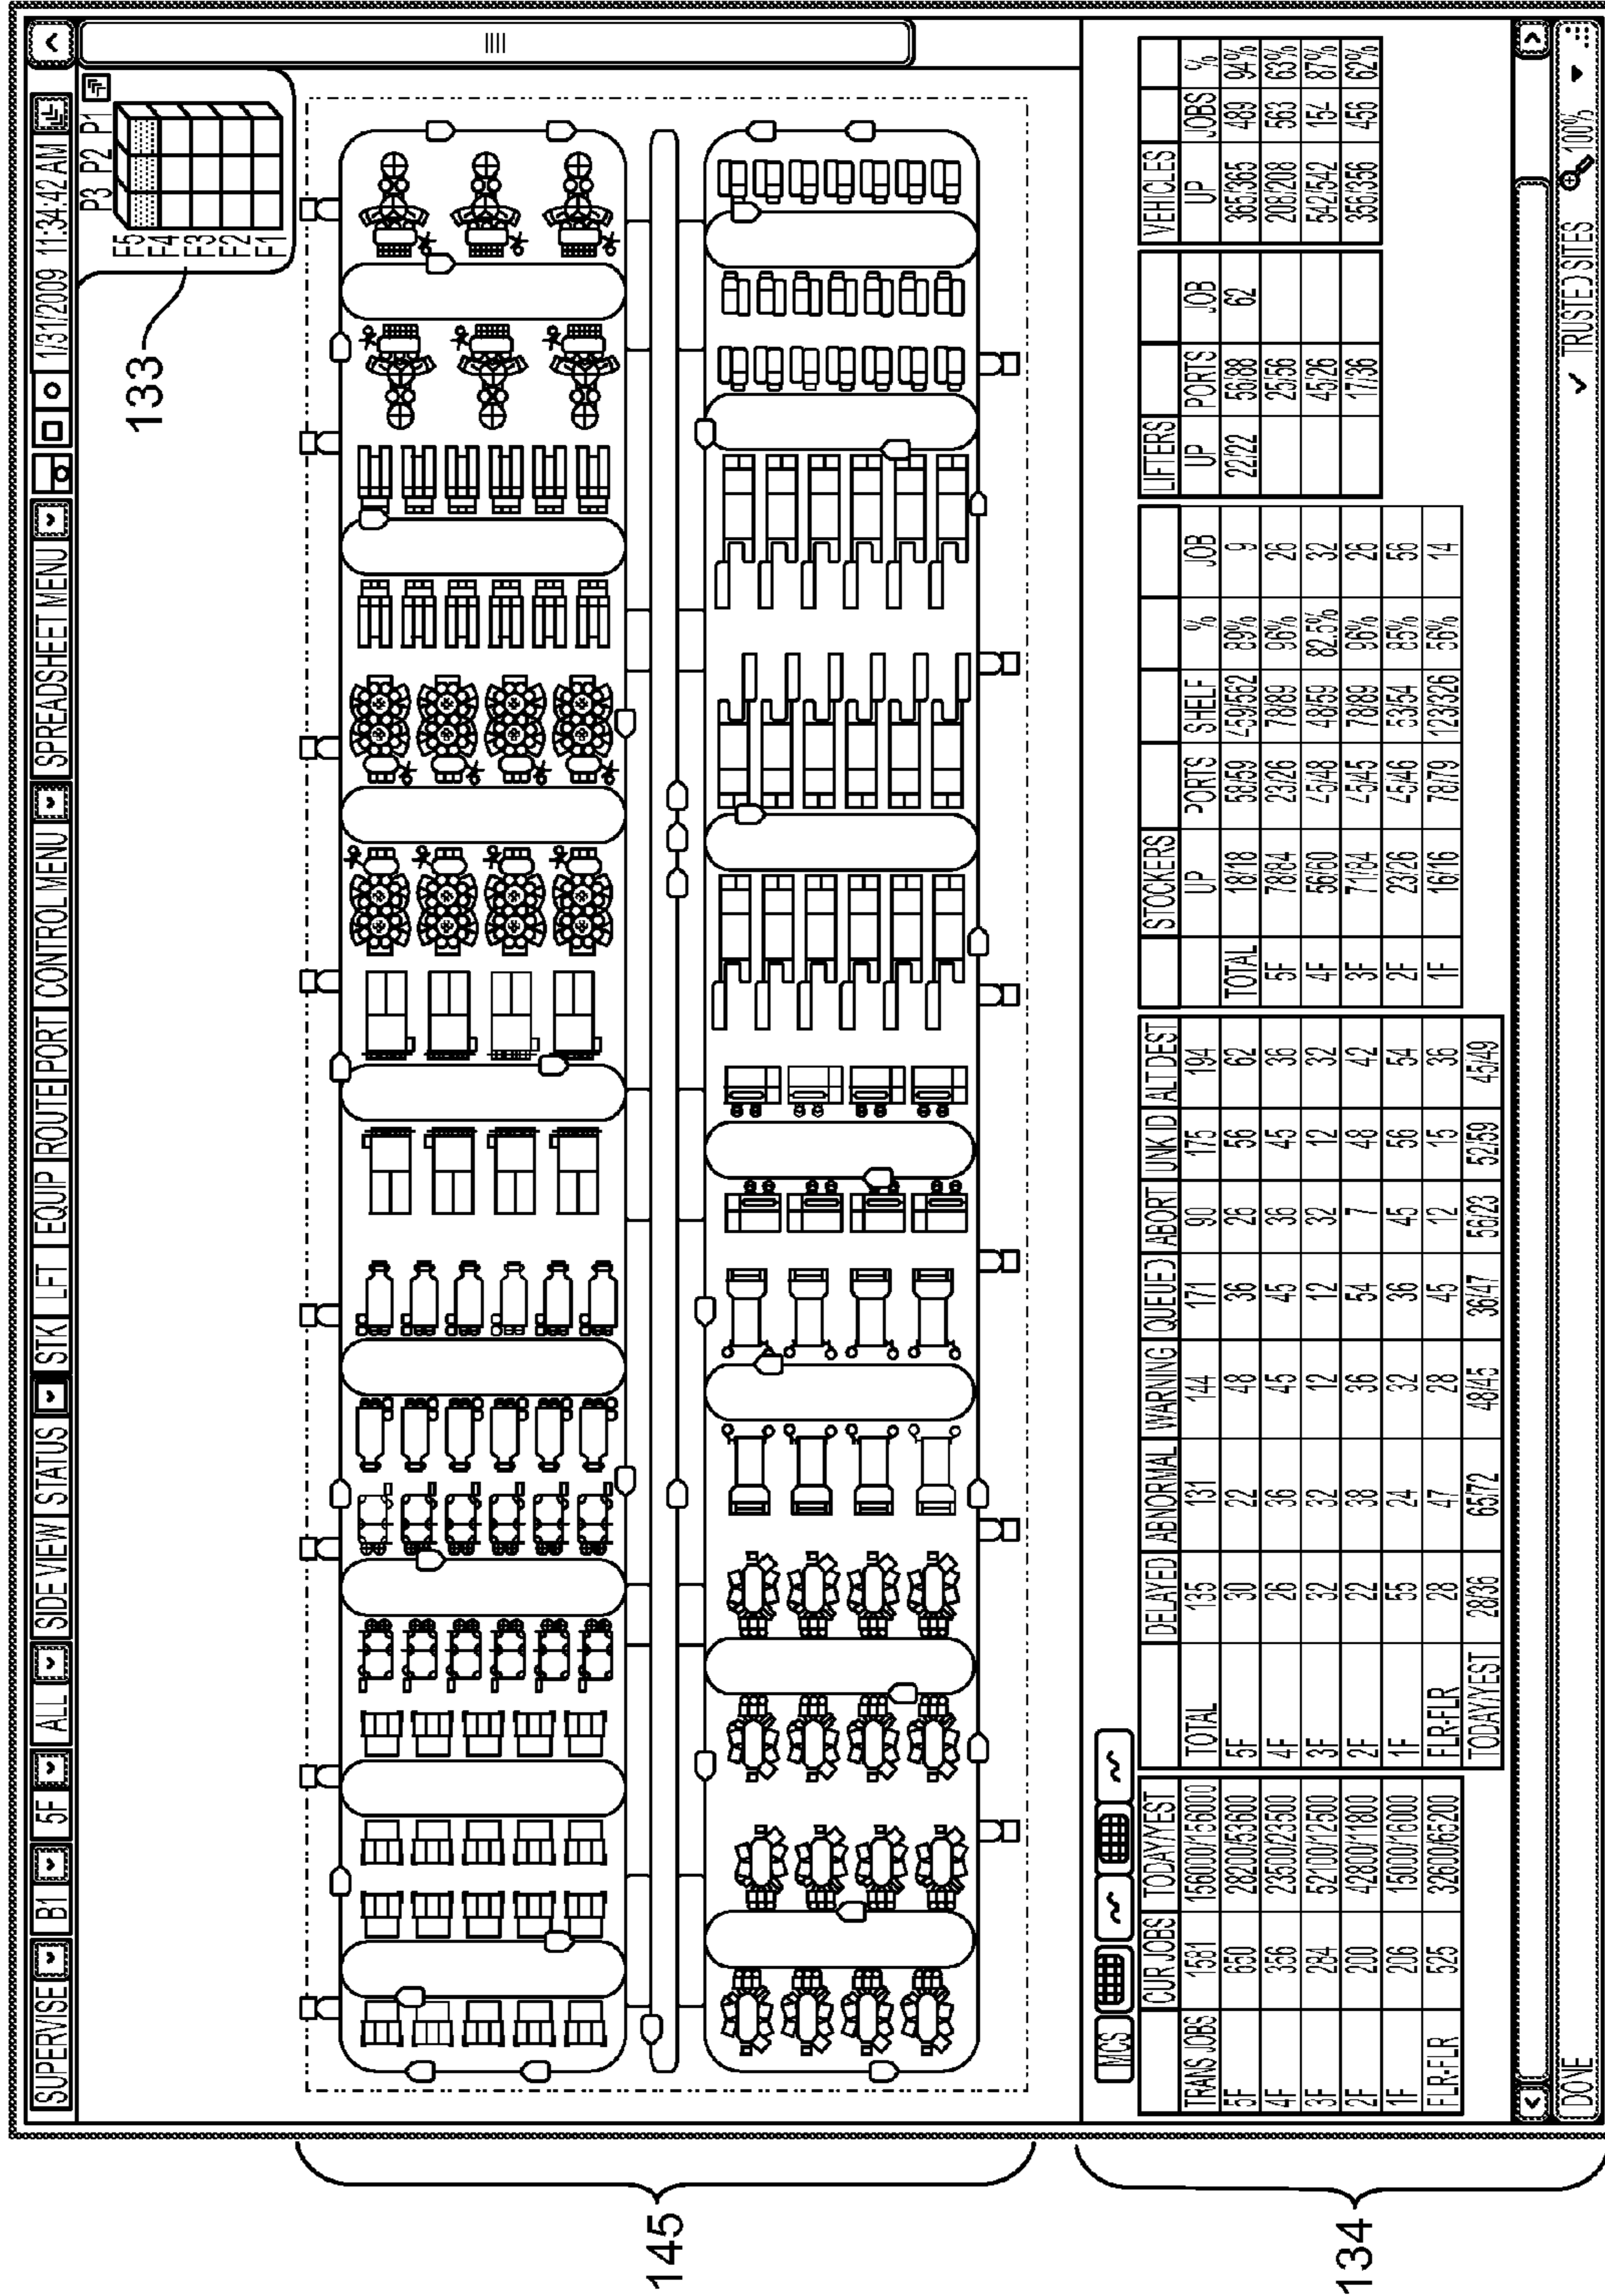 SUPERVISE B1 5F ALL SIDE VIEW STATUS STK LFT EQUIP ROUTE PORT CONTROL MENU SPREADSHEET MENU 1/31/2009 11:34:42 AM
P3 P2 P1
F5
F4
F3
F2
F1
133
145
134
MCS
TRANS JOBS CUR JOBS TODAY/YEST
1581 156000/156000
5F 650 28200/53600
4F 356 23500/23500
3F 284 52100/12500
2F 200 42800/11800
1F 206 15000/16000
FLR-FLR 525 32600/65200
DELAYED ABNORMAL WARNING QUEUED ABORT UNK ID ALT DEST
TOTAL 135 131 144 171 90 175 194
5F 30 22 48 36 26 56 62
4F 26 36 45 45 36 45 36
3F 32 32 12 12 32 12 32
2F 22 38 36 54 7 48 42
1F 55 24 32 36 45 56 54
FLR-FLR 28 47 28 45 12 15 36
TODAY/YEST 28/36 65/72 48/45 36/47 56/23 52/59 45/49
STOCKERS
UP PORTS SHELF % JOB
TOTAL 18/18 58/59 459/562 89% 9
5F 78/84 23/26 78/89 96% 26
4F 56/60 45/48 49/59 82.5% 32
3F 71/84 45/45 78/89 96% 26
2F 23/26 45/46 53/54 85% 56
1F 16/16 78/79 123/326 56% 14
LIFTERS
UP PORTS JOB
22/22 56/88 62
25/56
45/26
17/36
VEHICLES
UP JOBS %
365/365 489 94%
208/208 563 63%
542/542 154 87%
356/356 456 62%
DONE TRUSTED SITES 100%